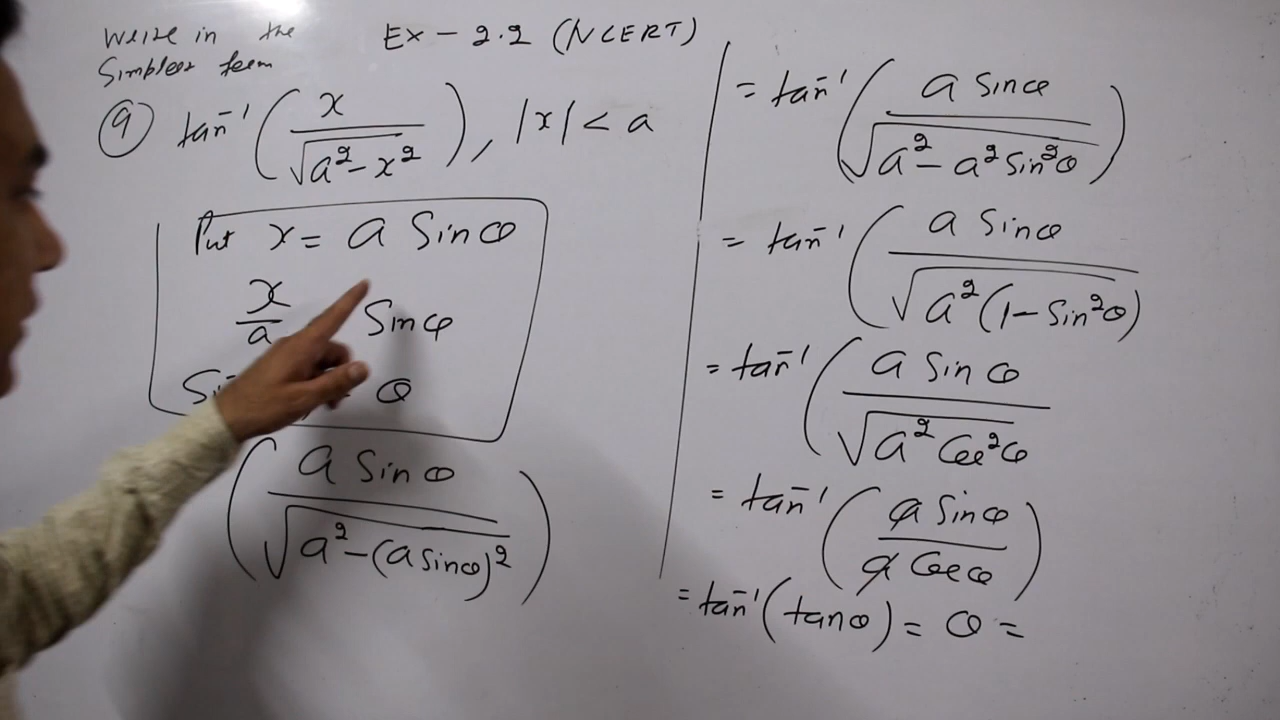 Write in the
Simplest form
Ex - 2.2 (NCERT)
9) tan⁻¹ ( x / √(a² - x²) ), |x| < a
Put x = a Sinθ
x/a Sinθ
θ
( a Sinθ / √(a² - (a sinθ)²) )
= tan⁻¹ ( a Sinθ / √(a² - a² Sin²θ) )
= tan⁻¹ ( a Sinθ / √(a² (1 - Sin²θ)
= tan⁻¹ ( a Sinθ / √(a² Cos²θ)
= tan⁻¹ ( a Sinθ / a Cosθ )
= tan⁻¹ (tanθ) = θ =